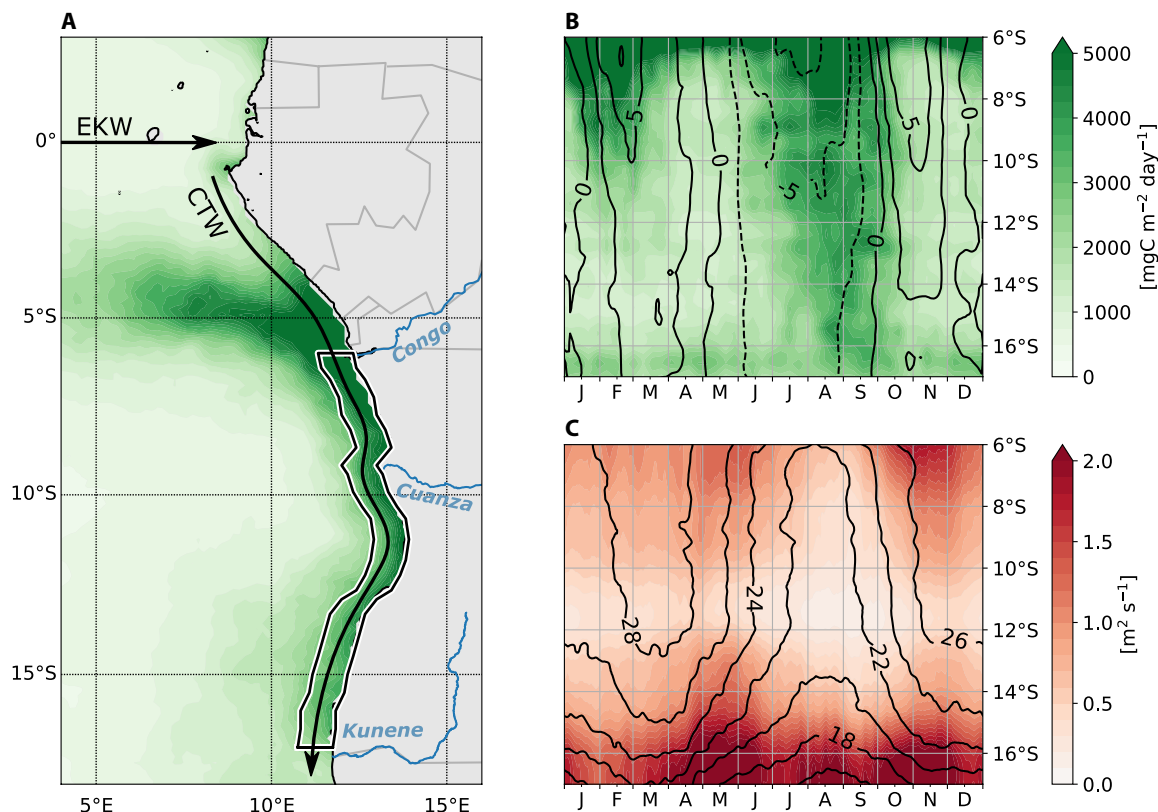 A
EKW
CTW
Congo
Cuanza
Kunene
0°
5°S
10°S
15°S
5°E
10°E
15°E
B
0
5
0
-5
0
5
0
6°S
8°S
10°S
12°S
14°S
16°S
J F M A M J J A S O N D
5000
4000
3000
2000
1000
0
[mgC m⁻² day⁻¹]
C
28
24
22
26
18
6°S
8°S
10°S
12°S
14°S
16°S
J F M A M J J A S O N D
2.0
1.5
1.0
0.5
0.0
[m² s⁻¹]